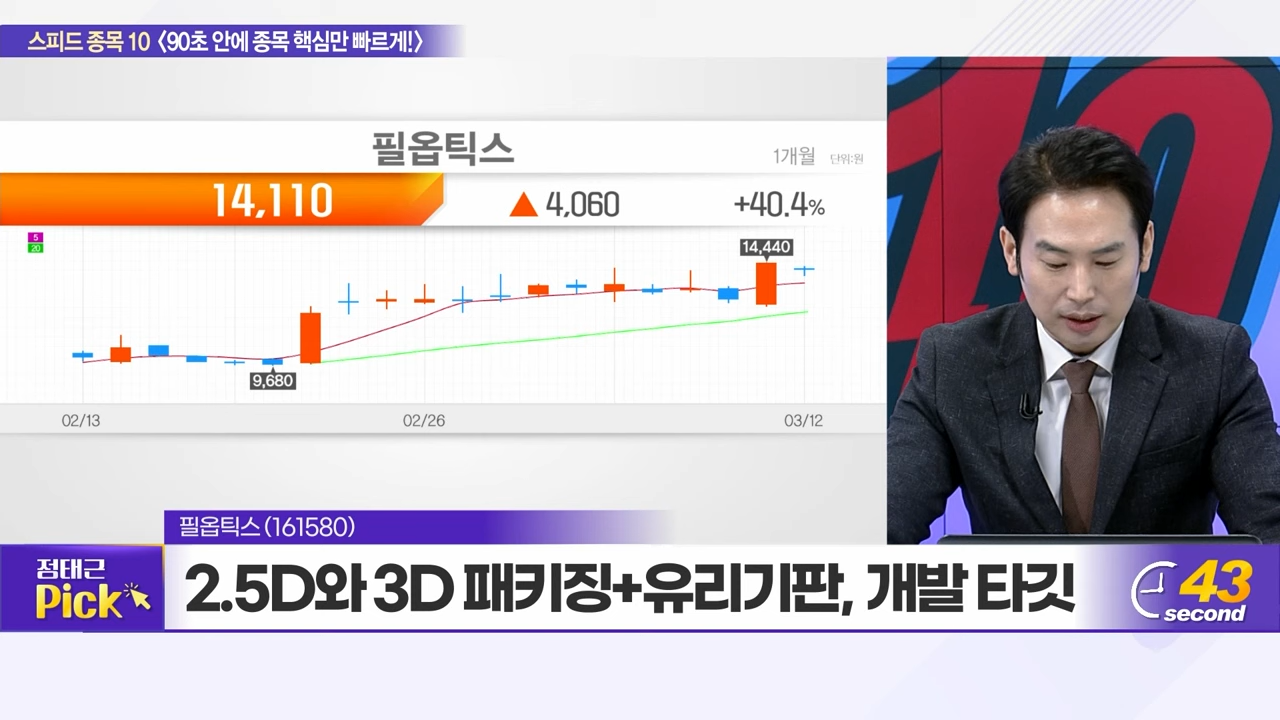 스피드 종목 10 〈90초 안에 종목 핵심만 빠르게!〉
필옵틱스
1개월 단위:원
14,110 ▲ 4,060 +40.4%
5
20
14,440
9,680
02/13 02/26 03/12
필옵틱스 (161580)
정태근
Pick
2.5D와 3D 패키징+유리기판, 개발 타깃
43
second
10